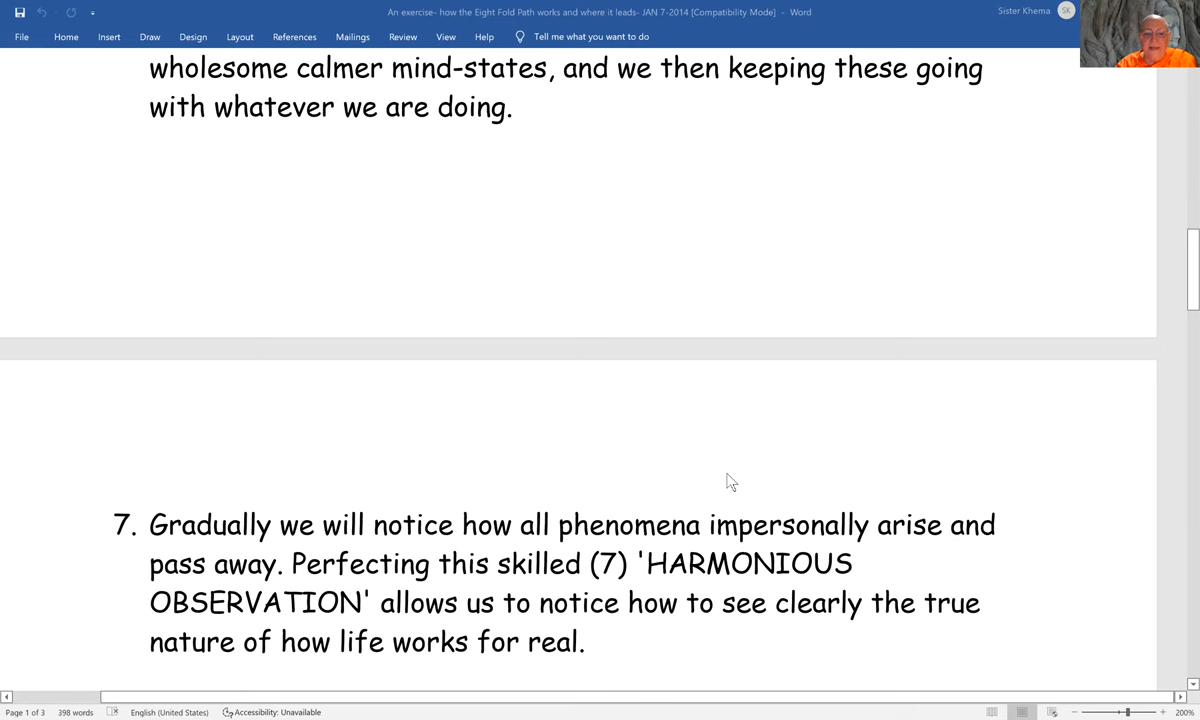 An exercise- how the Eight Fold Path works and where it leads- JAN 7-2014 [Compatibility Mode] - Word
Sister Khema SK
File Home Insert Draw Design Layout References Mailings Review View Help Tell me what you want to do
wholesome calmer mind-states, and we then keeping these going
with whatever we are doing.
7. Gradually we will notice how all phenomena impersonally arise and
pass away. Perfecting this skilled (7) 'HARMONIOUS
OBSERVATION' allows us to notice how to see clearly the true
nature of how life works for real.
Page 1 of 3 398 words English (United States) Accessibility: Unavailable 200%